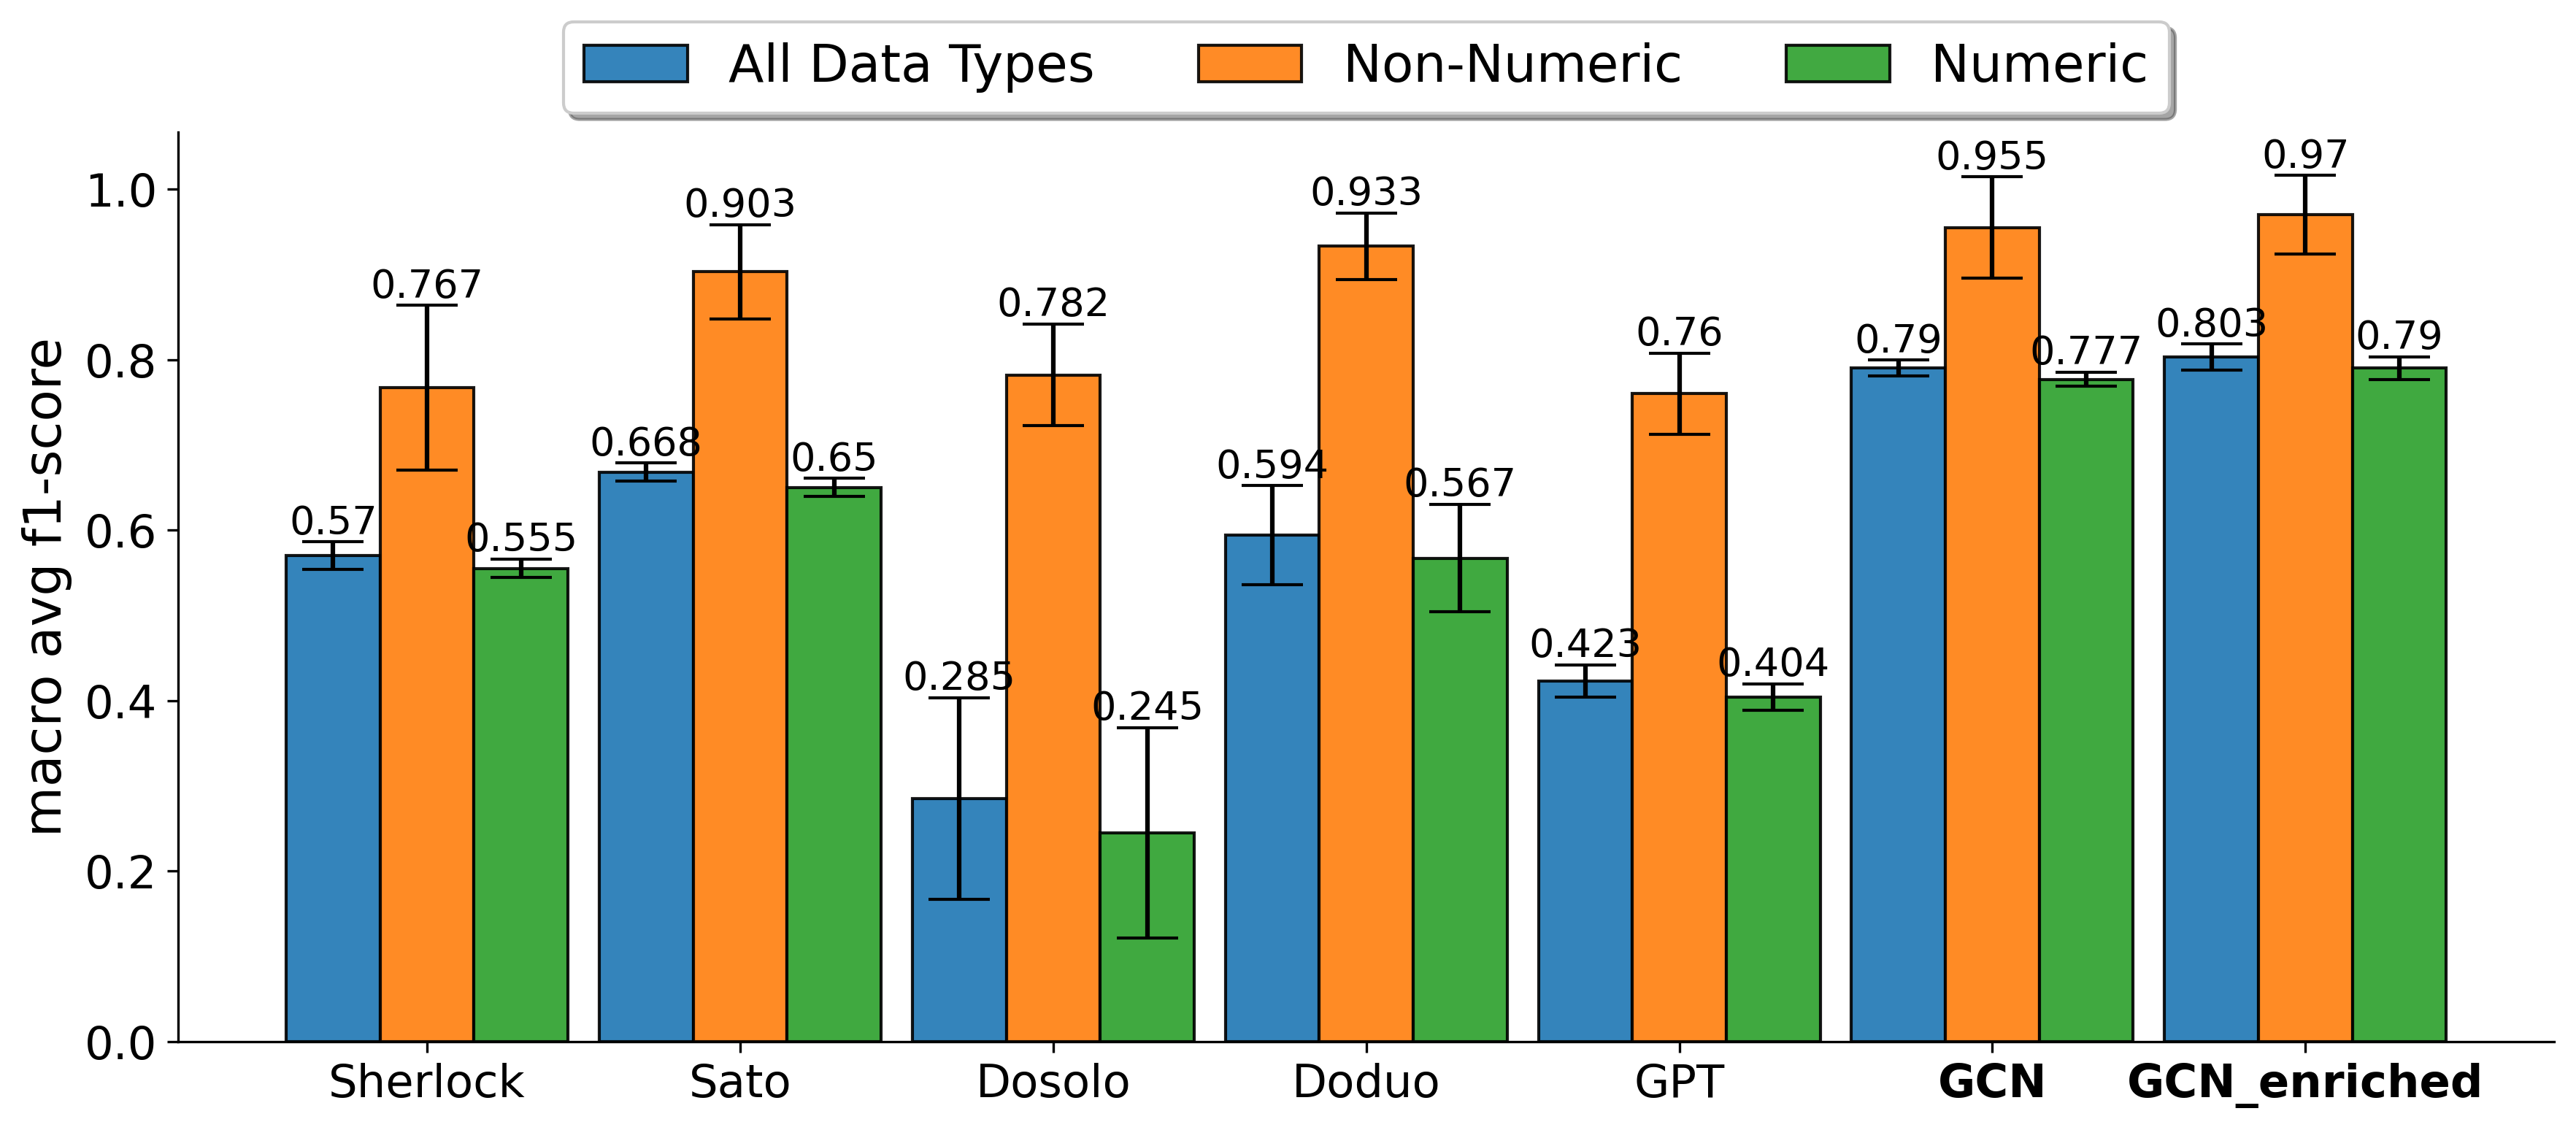 All Data Types Non-Numeric Numeric
macro avg f1-score
1.0
0.8
0.6
0.4
0.2
0.0
0.57 0.767 0.555
0.668 0.903 0.65
0.285 0.782 0.245
0.594 0.933 0.567
0.423 0.76 0.404
0.79 0.955 0.777
0.803 0.97 0.79
Sherlock Sato Dosolo Doduo GPT GCN GCN_enriched